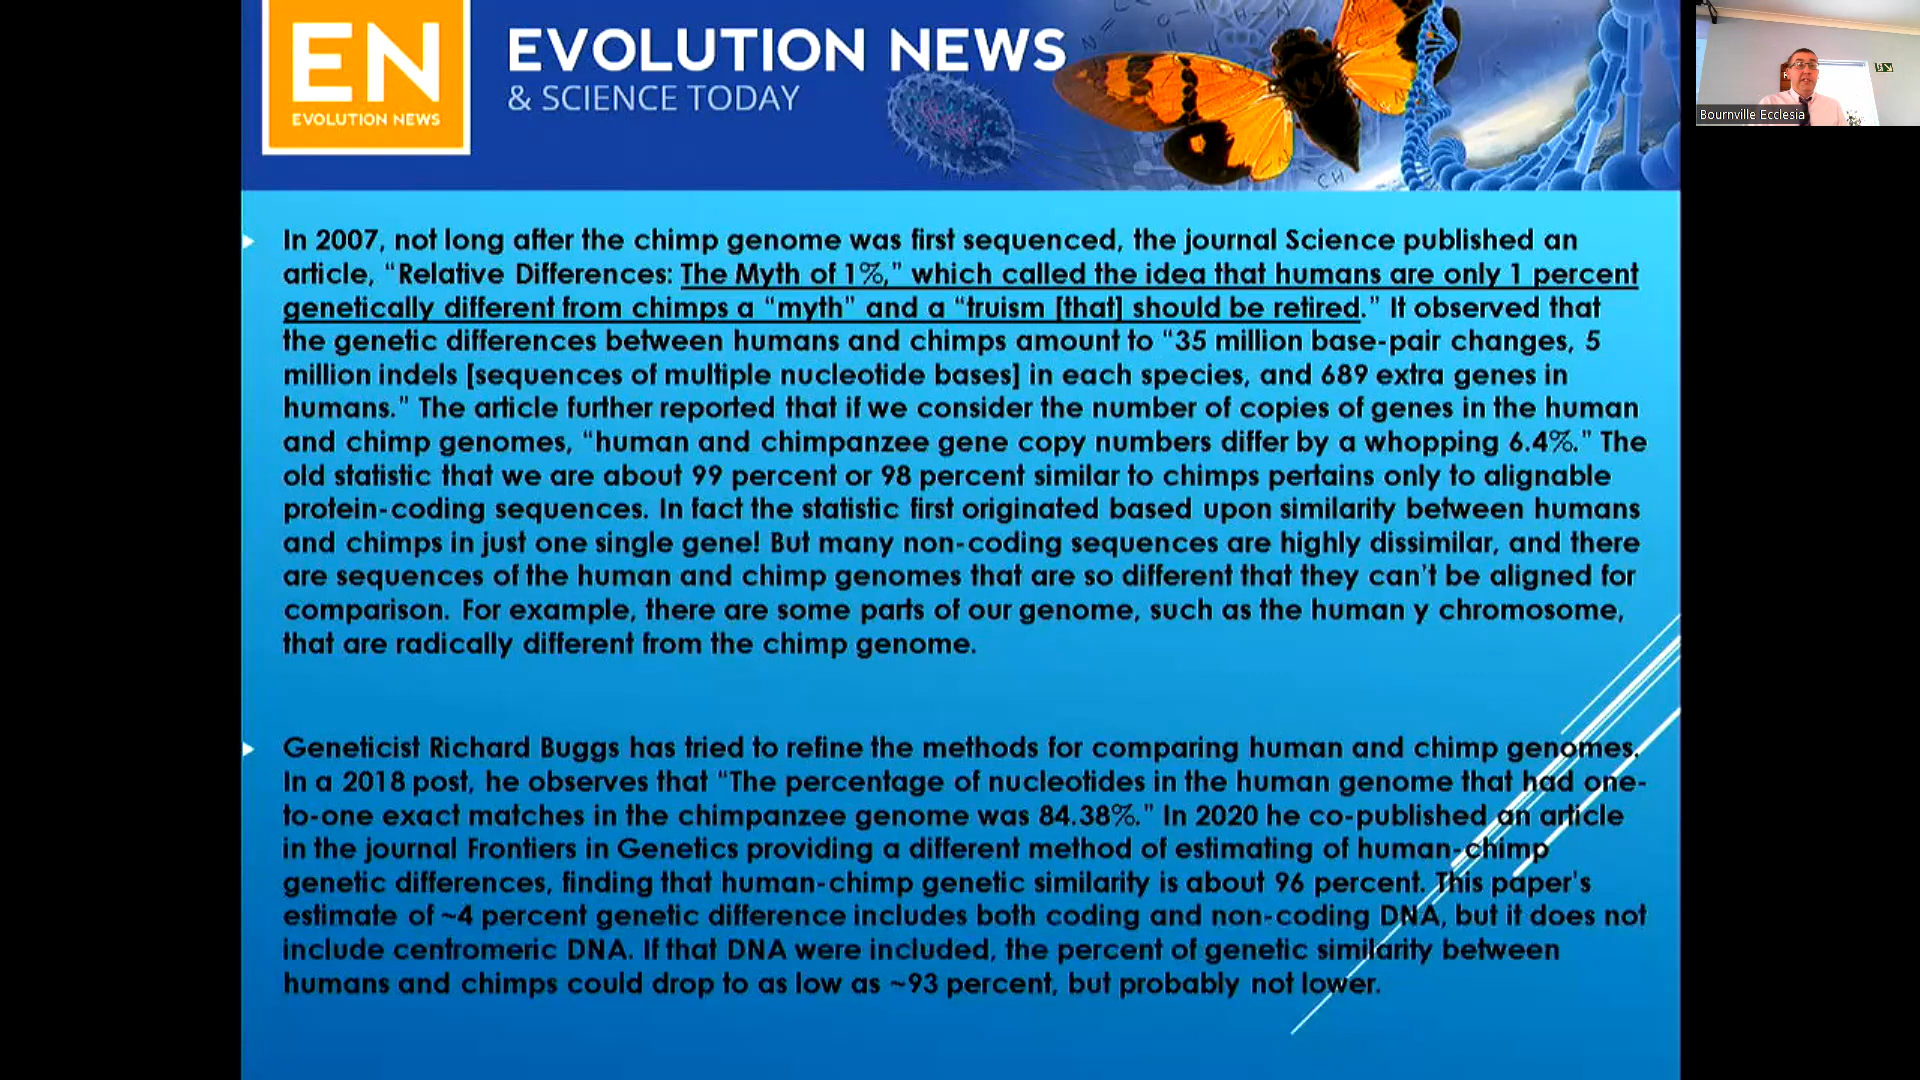 EN
EVOLUTION NEWS
EVOLUTION NEWS
& SCIENCE TODAY
Bournville Ecclesia
In 2007, not long after the chimp genome was first sequenced, the journal Science published an
article, “Relative Differences: The Myth of 1%,” which called the idea that humans are only 1 percent
genetically different from chimps a “myth” and a “truism [that] should be retired.” It observed that
the genetic differences between humans and chimps amount to “35 million base-pair changes, 5
million indels [sequences of multiple nucleotide bases] in each species, and 689 extra genes in
humans.” The article further reported that if we consider the number of copies of genes in the human
and chimp genomes, “human and chimpanzee gene copy numbers differ by a whopping 6.4%.” The
old statistic that we are about 99 percent or 98 percent similar to chimps pertains only to alignable
protein-coding sequences. In fact the statistic first originated based upon similarity between humans
and chimps in just one single gene! But many non-coding sequences are highly dissimilar, and there
are sequences of the human and chimp genomes that are so different that they can’t be aligned for
comparison. For example, there are some parts of our genome, such as the human y chromosome,
that are radically different from the chimp genome.
Geneticist Richard Buggs has tried to refine the methods for comparing human and chimp genomes.
In a 2018 post, he observes that “The percentage of nucleotides in the human genome that had one-
to-one exact matches in the chimpanzee genome was 84.38%.” In 2020 he co-published an article
in the journal Frontiers in Genetics providing a different method of estimating of human-chimp
genetic differences, finding that human-chimp genetic similarity is about 96 percent. This paper’s
estimate of ~4 percent genetic difference includes both coding and non-coding DNA, but it does not
include centromeric DNA. If that DNA were included, the percent of genetic similarity between
humans and chimps could drop to as low as ~93 percent, but probably not lower.